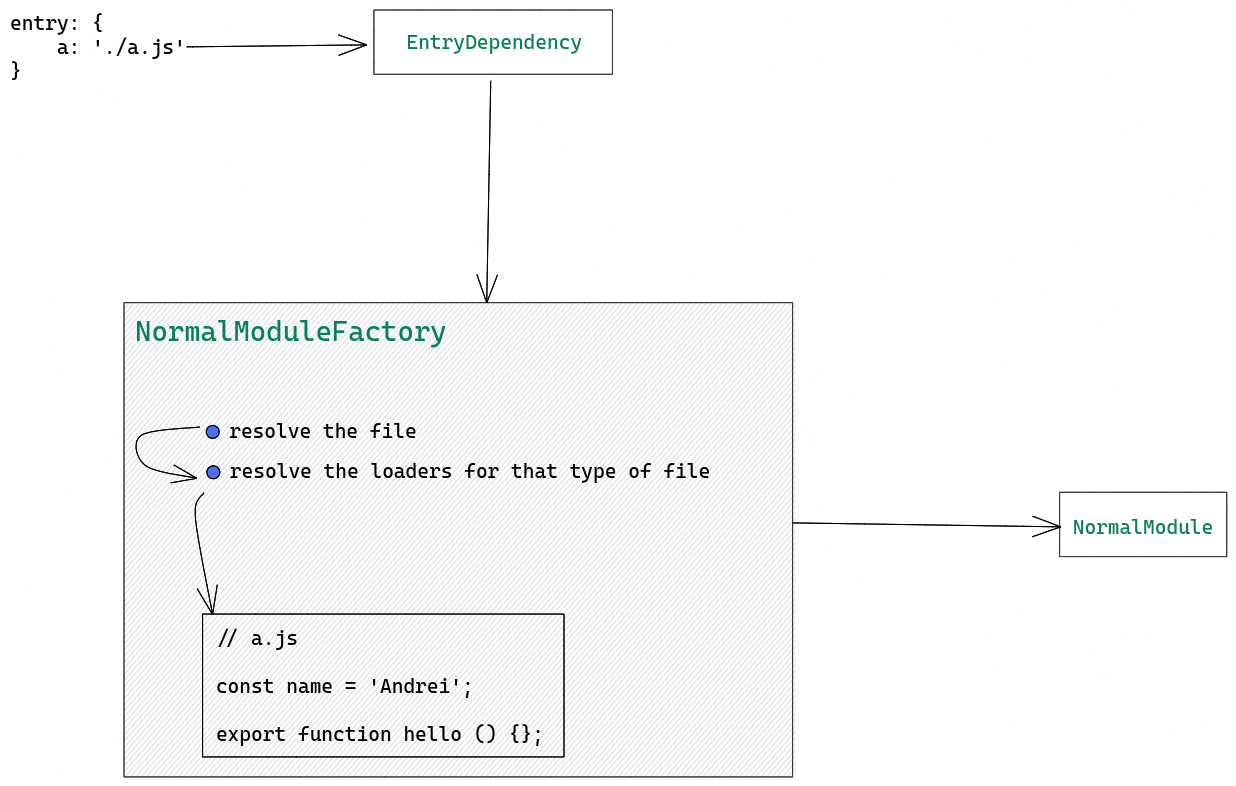 entry: {
    a: './a.js'
}
EntryDependency
NormalModuleFactory
resolve the file
resolve the loaders for that type of file
// a.js
const name = 'Andrei';
export function hello () {};
NormalModule